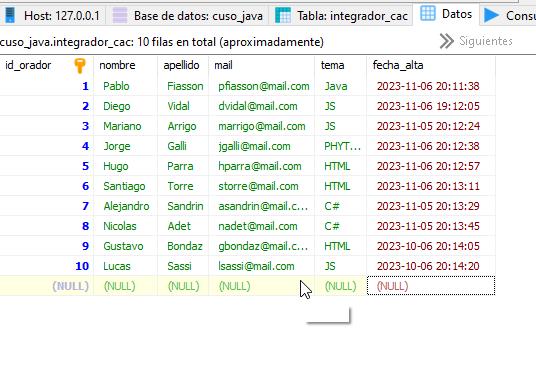 Host: 127.0.0.1 Base de datos: cuso_java Tabla: integrador_cac Datos Consu
cuso_java.integrador_cac: 10 filas en total (aproximadamente) Siguientes
id_orador nombre apellido mail tema fecha_alta
1 Pablo Fiasson pfiasson@mail.com Java 2023-11-06 20:11:38
2 Diego Vidal dvidal@mail.com JS 2023-11-06 19:12:05
3 Mariano Arrigo marrigo@mail.com JS 2023-11-05 20:12:24
4 Jorge Galli jgalli@mail.com PHYT... 2023-11-06 20:12:38
5 Hugo Parra hparra@mail.com HTML 2023-11-06 20:12:57
6 Santiago Torre storre@mail.com HTML 2023-11-06 20:13:11
7 Alejandro Asandrin asandrin@mail.c... C# 2023-11-05 20:13:29
8 Nicolas Adet nadet@mail.com C# 2023-11-05 20:13:45
9 Gustavo Bondaz gbondaz@mail.c... HTML 2023-10-06 20:14:05
10 Lucas Sassi lsassi@mail.com JS 2023-10-06 20:14:20
(NULL) (NULL) (NULL) (NULL) (NULL) (NULL)